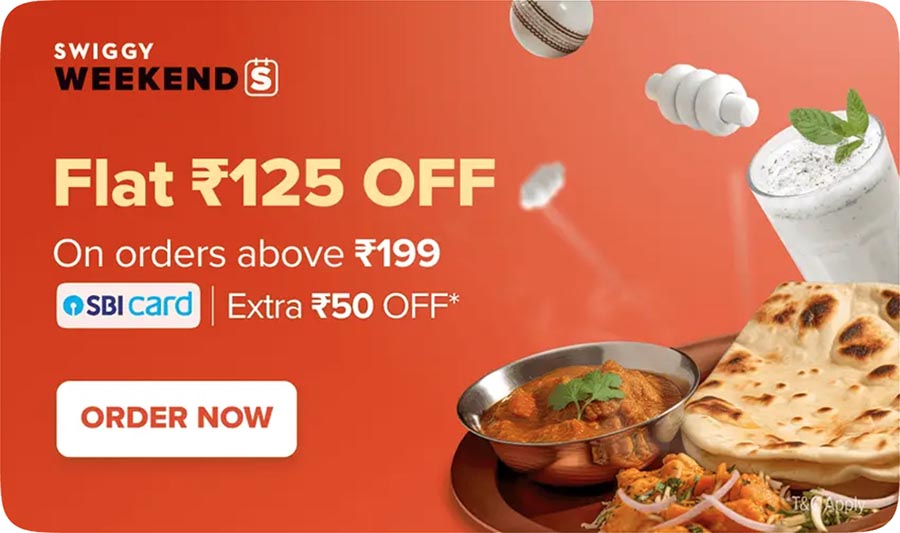 SWIGGY
WEEKEND S
Flat ₹125 OFF
On orders above ₹199
SBI card | Extra ₹50 OFF*
ORDER NOW
T&C Apply.